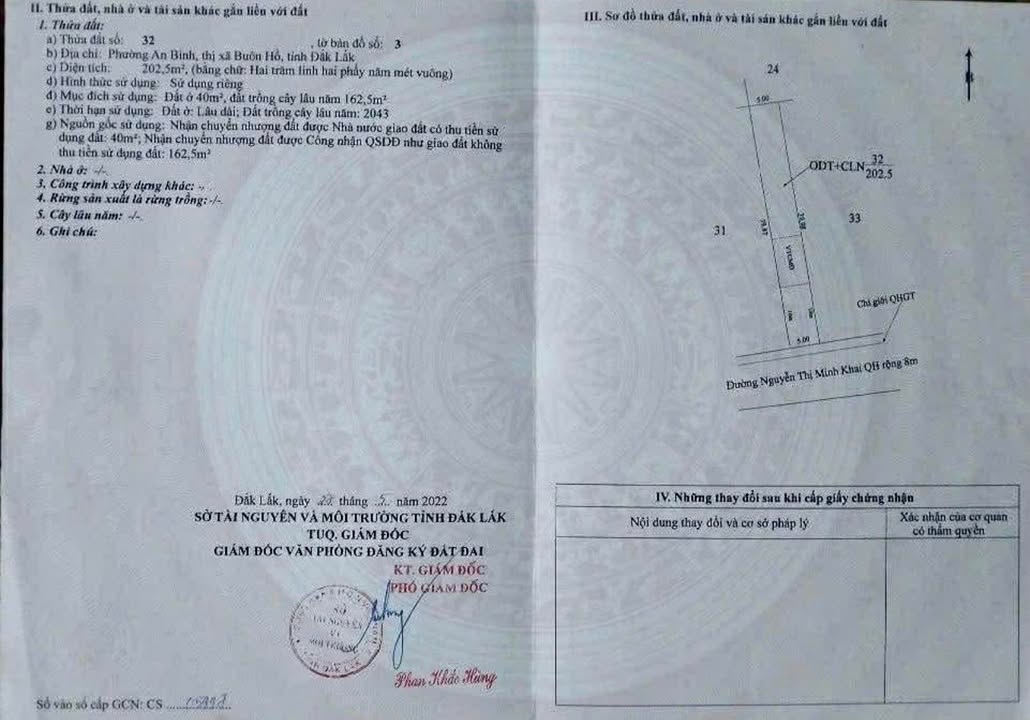 II. Thửa đất, nhà ở và tài sản khác gắn liền với đất
1. Thửa đất:
a) Thửa đất số: 32 , tờ bản đồ số: 3
b) Địa chỉ: Phường An Bình, thị xã Buôn Hồ, tỉnh Đắk Lắk
c) Diện tích: 202,5m², (bằng chữ: Hai trăm linh hai phẩy năm mét vuông)
d) Hình thức sử dụng: Sử dụng riêng
đ) Mục đích sử dụng: Đất ở 40m², đất trồng cây lâu năm 162,5m²
e) Thời hạn sử dụng: Đất ở: Lâu dài; Đất trồng cây lâu năm: 2043
g) Nguồn gốc sử dụng: Nhận chuyển nhượng đất được Nhà nước giao đất có thu tiền sử
dụng đất: 40m²; Nhận chuyển nhượng đất được Công nhận QSDĐ như giao đất không
thu tiền sử dụng đất: 162,5m²
2. Nhà ở: -/-
3. Công trình xây dựng khác: -,
4. Rừng sản xuất là rừng trồng: -/-
5. Cây lâu năm: -/-
6. Ghi chú:
Đắk Lắk, ngày tháng 5 năm 2022
SỞ TÀI NGUYÊN VÀ MÔI TRƯỜNG TỈNH ĐẮK LẮK
TUQ. GIÁM ĐỐC
GIÁM ĐỐC VĂN PHÒNG ĐĂNG KÝ ĐẤT ĐAI
KT. GIÁM ĐỐC
PHÓ GIÁM ĐỐC
SỞ
TÀI NGUYÊN
VÀ
MÔI TRƯỜNG
Phan Khắc Hùng
Số vào sổ cấp GCN: CS
III. Sơ đồ thửa đất, nhà ở và tài sản khác gắn liền với đất
24
5.00
ODT+CLN 32
202.5
31
33
Chỉ giới QHGT
5.00
Đường Nguyễn Thị Minh Khai QH rộng 8m
IV. Những thay đổi sau khi cấp giấy chứng nhận
Nội dung thay đổi và cơ sở pháp lý
Xác nhận của cơ quan
có thẩm quyền